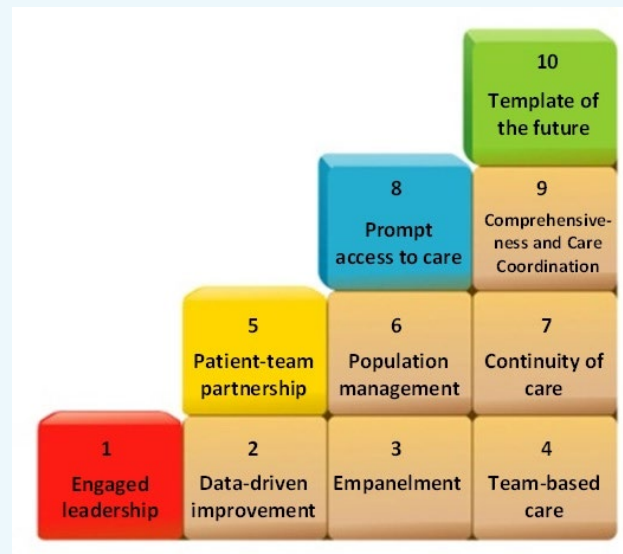 10
Template of
the future
8
Prompt
access to care
9
Comprehensive-
ness and Care
Coordination
5
Patient-team
partnership
6
Population
management
7
Continuity of
care
1
Engaged
leadership
2
Data-driven
improvement
3
Empanelment
4
Team-based
care